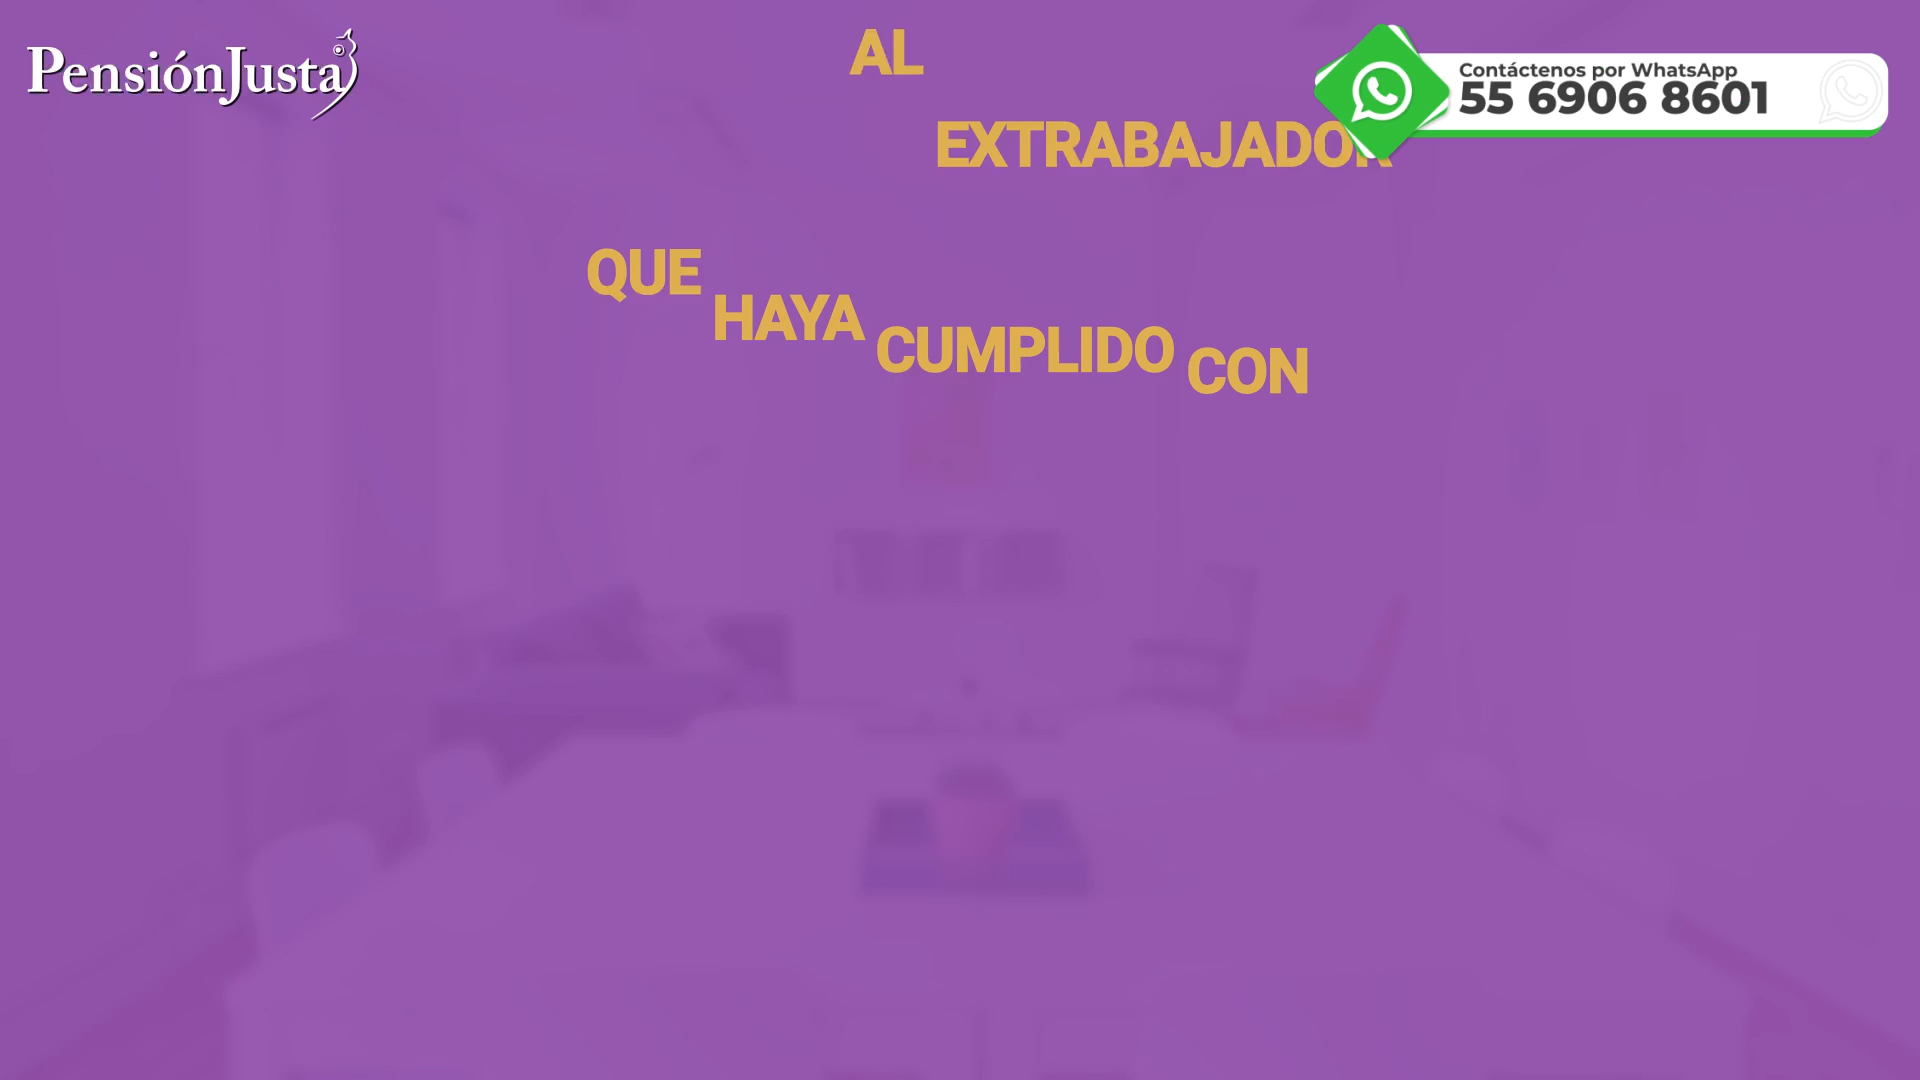 PensiónJusta
AL
EXTRABAJADOR
QUE HAYA CUMPLIDO CON
Contáctenos por WhatsApp
55 6906 8601